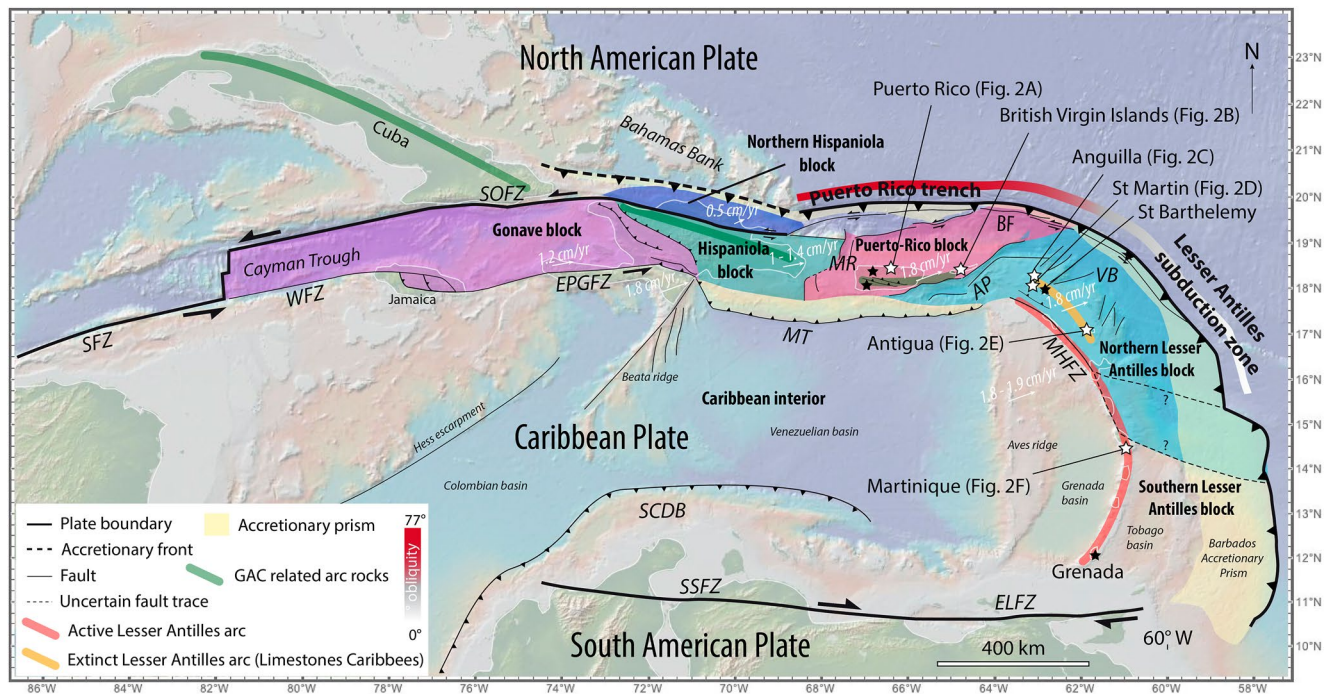 North American Plate
N
23°N
22°N
21°N
20°N
19°N
18°N
17°N
16°N
15°N
14°N
13°N
12°N
11°N
10°N
Puerto Rico (Fig. 2A)
British Virgin Islands (Fig. 2B)
Anguilla (Fig. 2C)
St Martin (Fig. 2D)
St Barthelemy
Cuba
Bahamas Bank
Northern Hispaniola
block
Puerto Rico trench
SOFZ
0.5 cm/yr
BF
Lesser Antilles
subduction zone
Gonave block
Hispaniola
block
1 - 1.4 cm/yr
Puerto-Rico block
MR
1.8 cm/yr
Cayman Trough
1.2 cm/yr
EPGFZ
1.8 cm/yr
AP
VB
1.8 cm/yr
WFZ
Jamaica
SFZ
MT
Antigua (Fig. 2E)
MHFZ
Northern Lesser
Antilles block
Beata ridge
1.8 - 1.9 cm/yr
?
Caribbean interior
Hess escarpment
Caribbean Plate
Venezuelian basin
Aves ridge
?
Colombian basin
Martinique (Fig. 2F)
Grenada
basin
Southern Lesser
Antilles block
SCDB
Tobago
basin
Barbados
Accretionary
Prism
Grenada
SSFZ
ELFZ
South American Plate
60° W
400 km
Plate boundary
Accretionary prism
77°
Accretionary front
Fault
GAC related arc rocks
obliquity
Uncertain fault trace
Active Lesser Antilles arc
0°
Extinct Lesser Antilles arc (Limestones Caribbees)
86°W
84°W
82°W
80°W
78°W
76°W
74°W
72°W
70°W
68°W
66°W
64°W
62°W
60°W
58°W